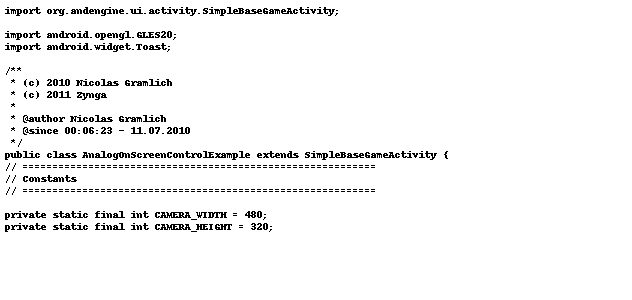 import org.andengine.ui.activity.SimpleBaseGameActivity;

import android.opengl.GLES20;
import android.widget.Toast;

/**
 * (c) 2010 Nicolas Gramlich
 * (c) 2011 Zynga
 *
 * @author Nicolas Gramlich
 * @since 00:06:23 - 11.07.2010
 */
public class AnalogOnScreenControlExample extends SimpleBaseGameActivity {
// ===========================================================
// Constants
// ===========================================================

private static final int CAMERA_WIDTH = 480;
private static final int CAMERA_HEIGHT = 320;